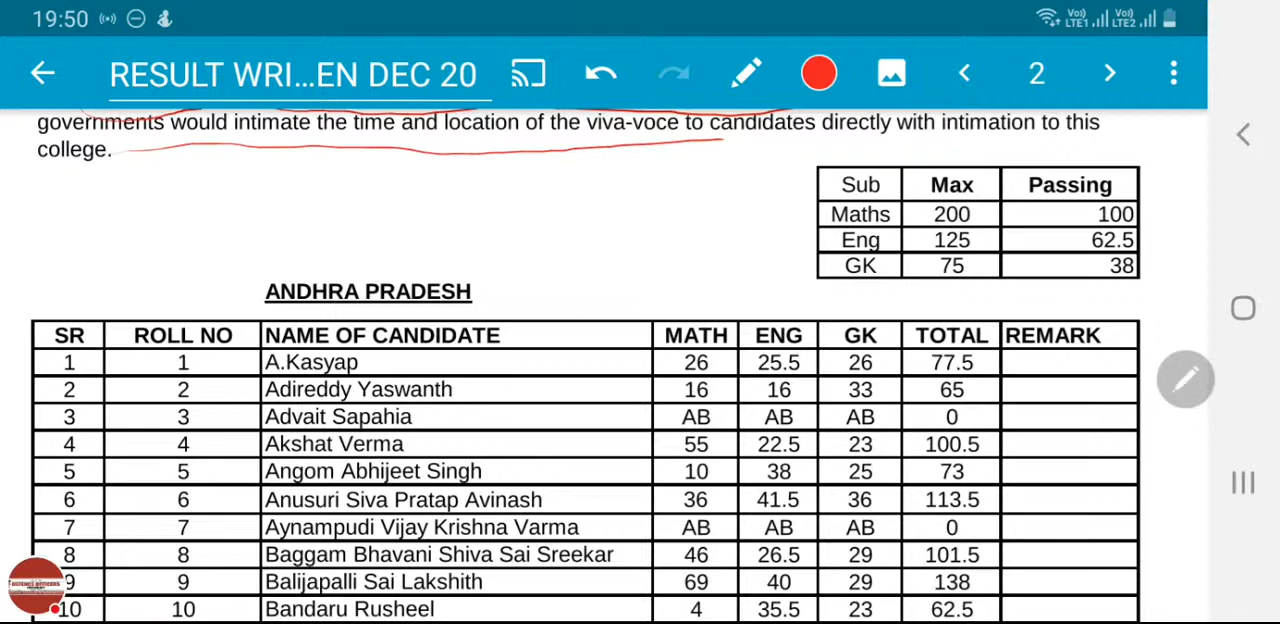 19:50 Vo) LTE1 Vo) LTE2
RESULT WRI...EN DEC 20 2
governments would intimate the time and location of the viva-voce to candidates directly with intimation to this
college.
Sub Max Passing
Maths 200 100
Eng 125 62.5
GK 75 38
ANDHRA PRADESH
SR ROLL NO NAME OF CANDIDATE MATH ENG GK TOTAL REMARK
1 1 A.Kasyap 26 25.5 26 77.5
2 2 Adireddy Yaswanth 16 16 33 65
3 3 Advait Sapahia AB AB AB 0
4 4 Akshat Verma 55 22.5 23 100.5
5 5 Angom Abhijeet Singh 10 38 25 73
6 6 Anusuri Siva Pratap Avinash 36 41.5 36 113.5
7 7 Aynampudi Vijay Krishna Varma AB AB AB 0
8 8 Baggam Bhavani Shiva Sai Sreekar 46 26.5 29 101.5
9 9 Balijapalli Sai Lakshith 69 40 29 138
10 10 Bandaru Rusheel 4 35.5 23 62.5